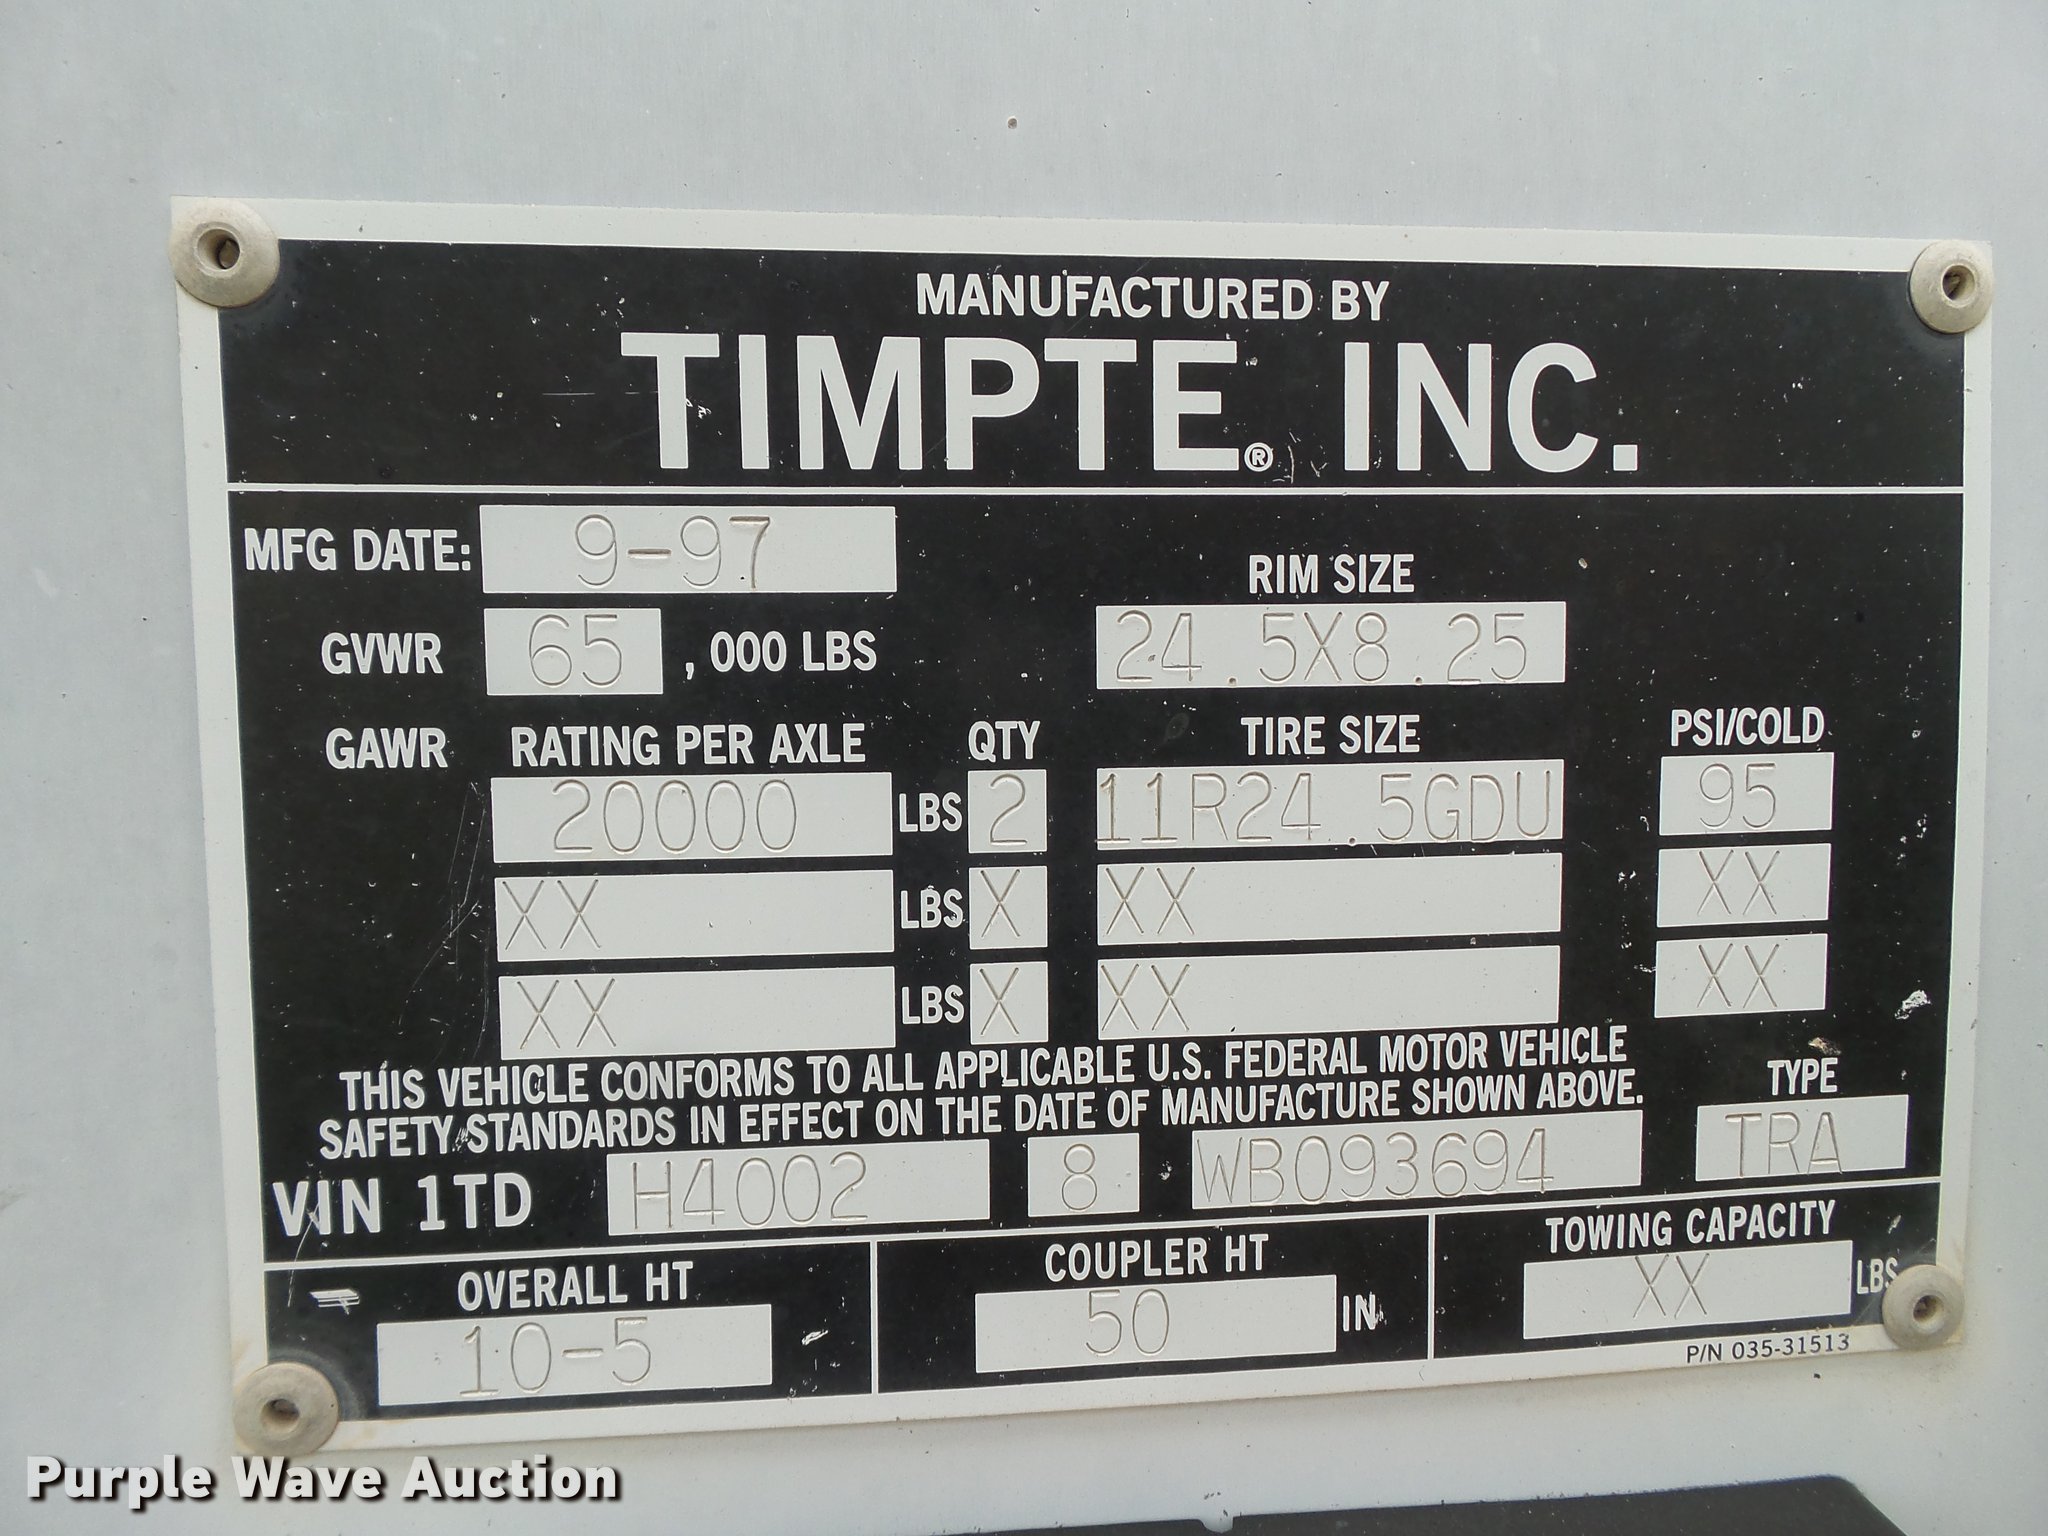 MANUFACTURED BY
TIMPTE® INC.
MFG DATE: 9-97
RIM SIZE
GVWR 65 , 000 LBS 24.5X8.25
GAWR RATING PER AXLE QTY TIRE SIZE PSI/COLD
20000 LBS 2 11R24.5GDU 95
XX LBS X XX XX
XX LBS X XX XX
THIS VEHICLE CONFORMS TO ALL APPLICABLE U.S. FEDERAL MOTOR VEHICLE
SAFETY STANDARDS IN EFFECT ON THE DATE OF MANUFACTURE SHOWN ABOVE.
TYPE
VIN 1TD H4002 8 WB093694 TRA
OVERALL HT COUPLER HT TOWING CAPACITY
10-5 50 IN XX LBS
P/N 035-31513
Purple Wave Auction